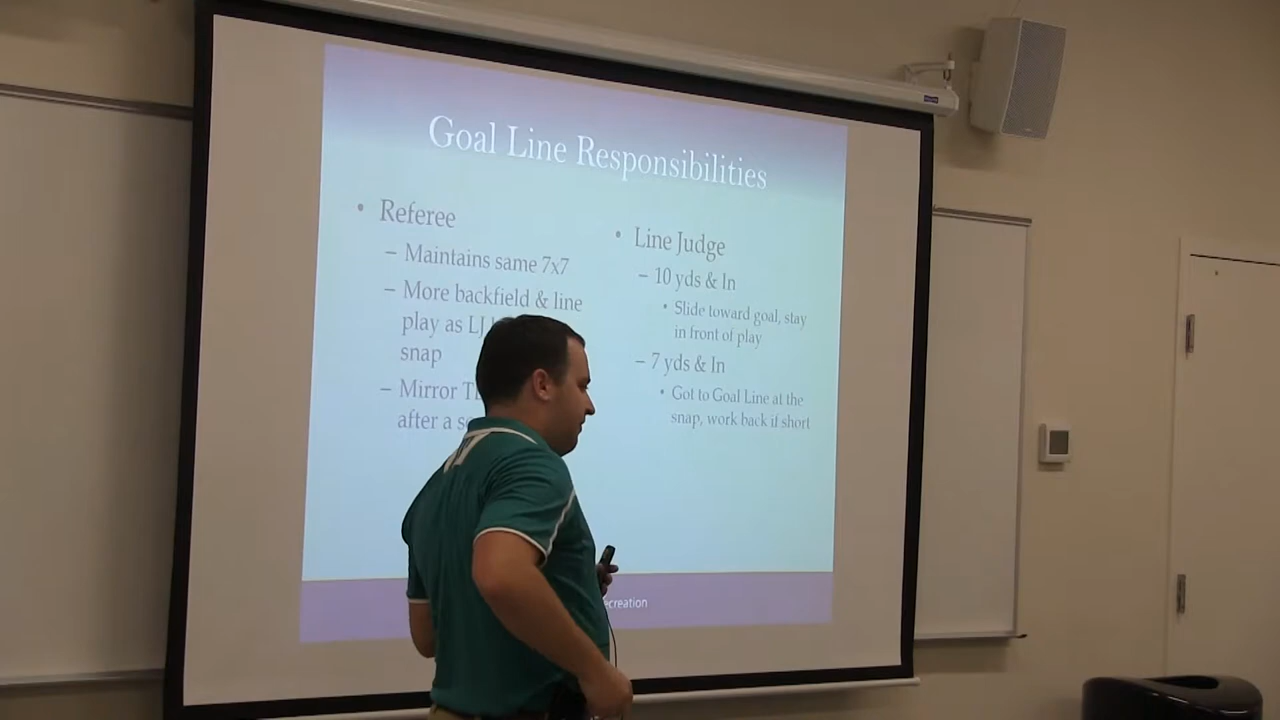 Goal Line Responsibilities
• Referee
– Maintains same 7x7
– More backfield & line
play as LJ
snap
– Mirror
after a
• Line Judge
– 10 yds & In
• Slide toward goal, stay
in front of play
– 7 yds & In
• Got to Goal Line at the
snap, work back if short
ecreation